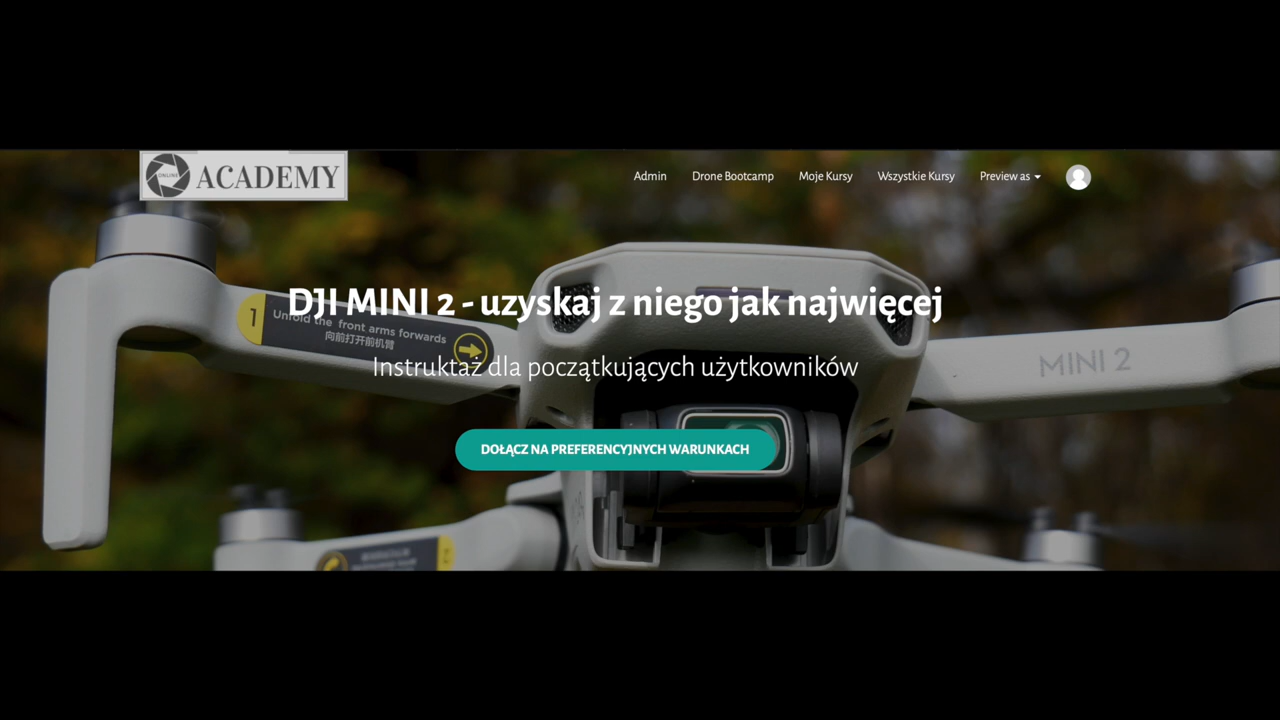 ONLINE ACADEMY
Admin Drone Bootcamp Moje Kursy Wszystkie Kursy Preview as
DJI MINI 2 - uzyskaj z niego jak najwięcej
1 Unfold the front arms forwards
向前打开前机臂
MINI 2
Instruktaż dla początkujących użytkowników
DOŁĄCZ NA PREFERENCYJNYCH WARUNKACH